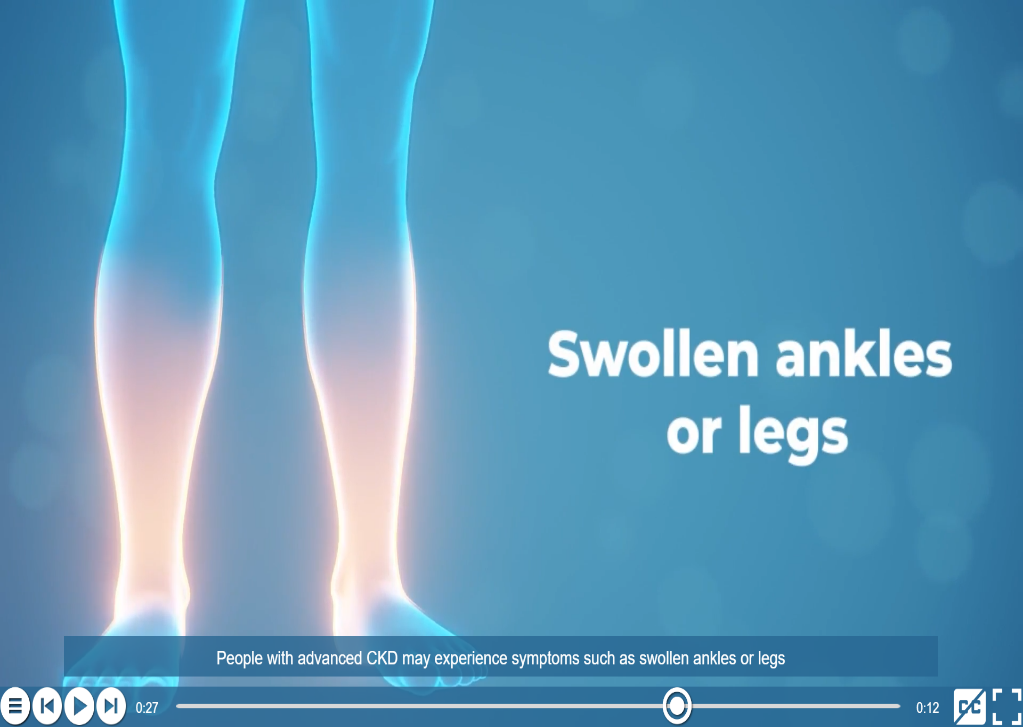 Swollen ankles
or legs
People with advanced CKD may experience symptoms such as swollen ankles or legs
0:27
0:12
CC